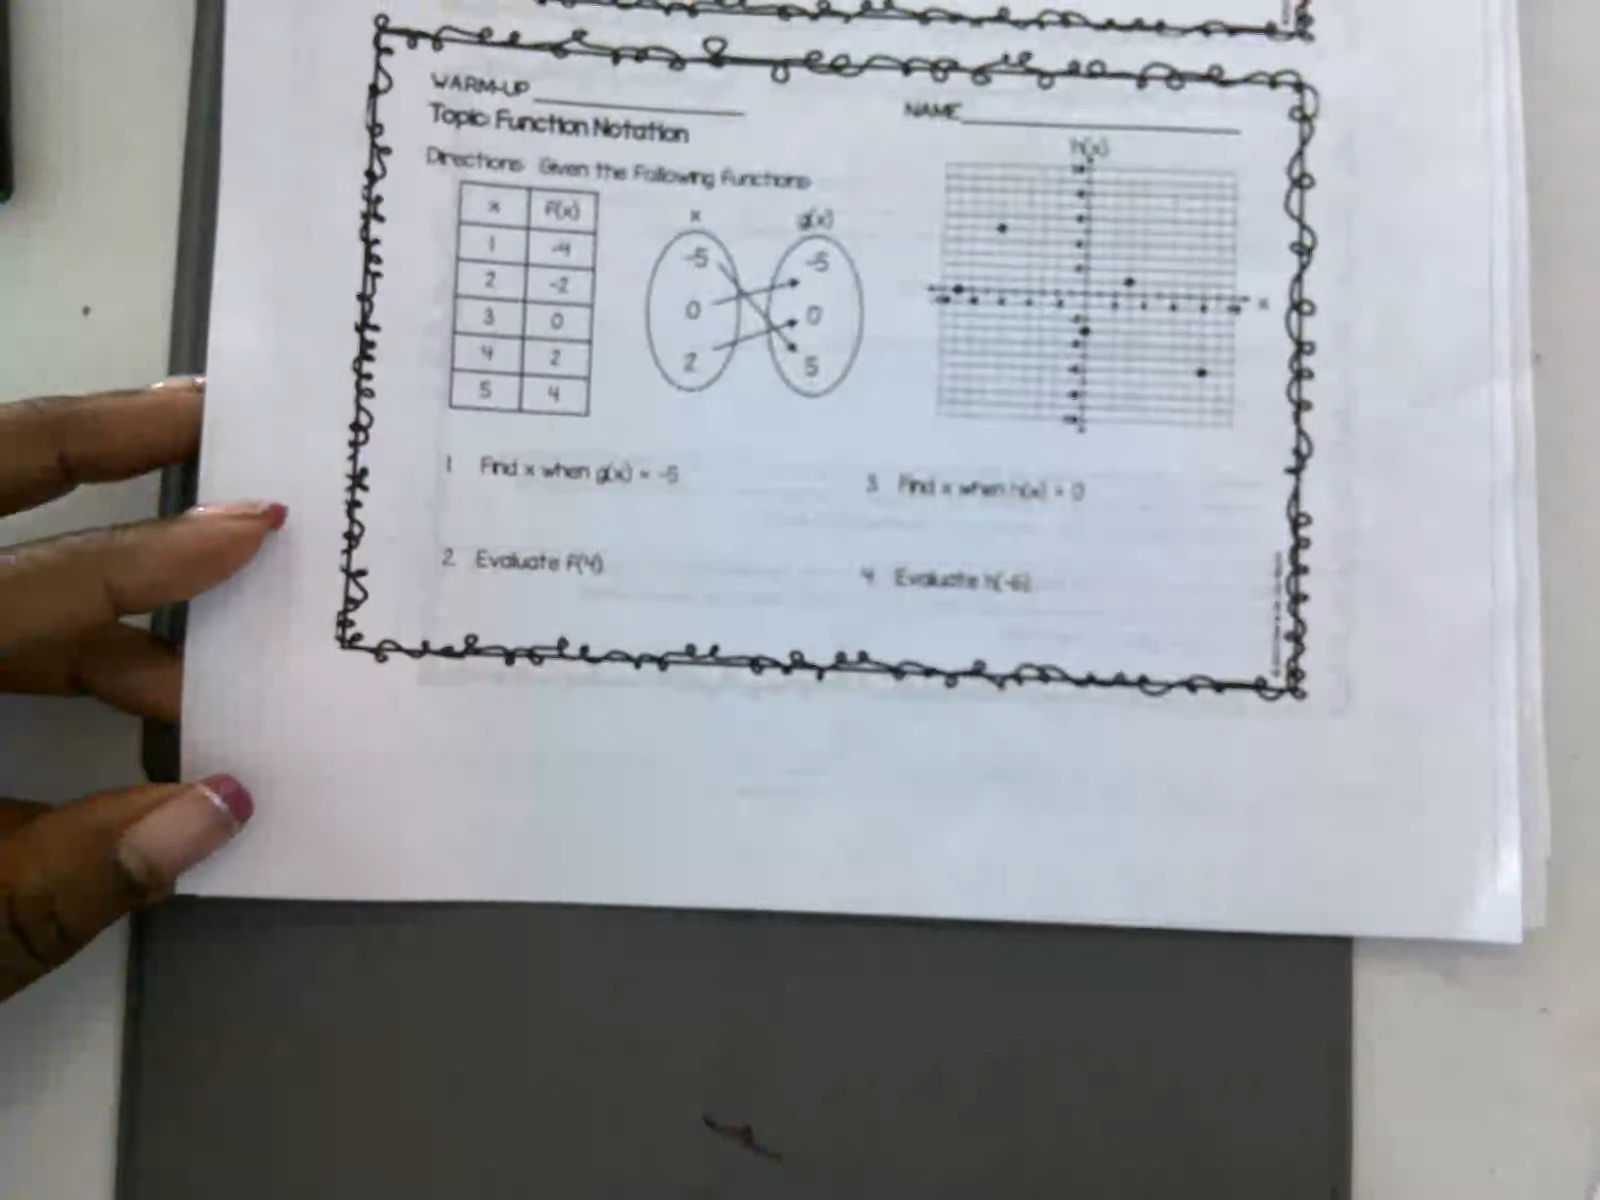 WARM-UP
NAME
Topic: Function Notation
Directions: Given the following functions
x f(x)
1 -4
2 -2
3 0
4 2
5 4
x g(x)
-5 -5
0 0
2 5
h(x)
x
1. Find x when g(x) = -5
3. Find x when h(x) = 0
2. Evaluate f(4)
4. Evaluate h(-6)